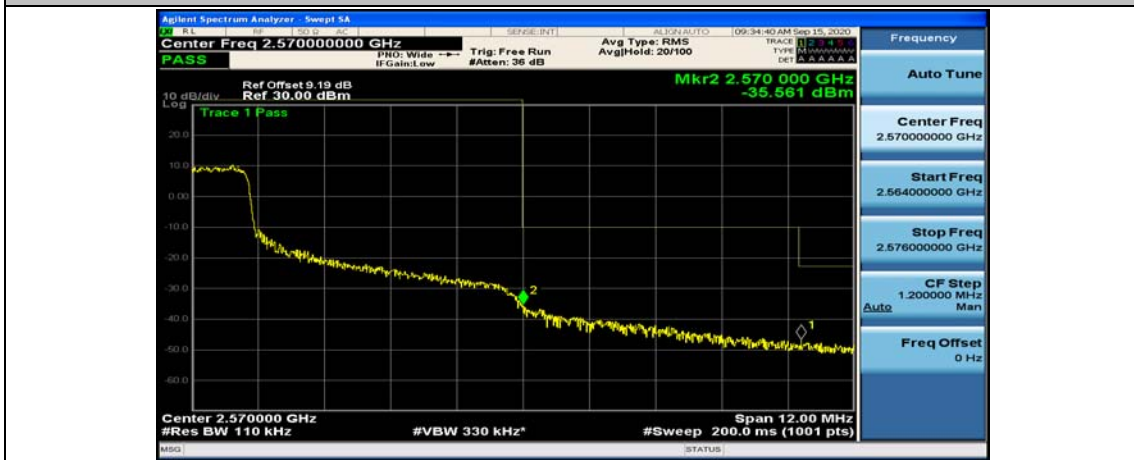 Agilent Spectrum Analyzer - Swept SA
RL RF 50 Ω AC SENSE:INT ALIGN AUTO 09:34:40 AM Sep 15, 2020
Center Freq 2.570000000 GHz
PASS
PNO: Wide
IFGain:Low
Trig: Free Run
#Atten: 36 dB
Avg Type: RMS
Avg|Hold: 20/100
TRACE 1 2 3 4 5 6
TYPE M
DET A A A A A A
Ref Offset 9.19 dB
10 dB/div Ref 30.00 dBm
Log
Mkr2 2.570 000 GHz
-35.561 dBm
Trace 1 Pass
20.0
10.0
0.00
-10.0
-20.0
-30.0
-40.0
-50.0
-60.0
2
1
Center 2.570000 GHz
Span 12.00 MHz
#Res BW 110 kHz
#VBW 330 kHz*
#Sweep 200.0 ms (1001 pts)
MSG
STATUS
Frequency
Auto Tune
Center Freq
2.570000000 GHz
Start Freq
2.564000000 GHz
Stop Freq
2.576000000 GHz
CF Step
1.200000 MHz
Auto Man
Freq Offset
0 Hz